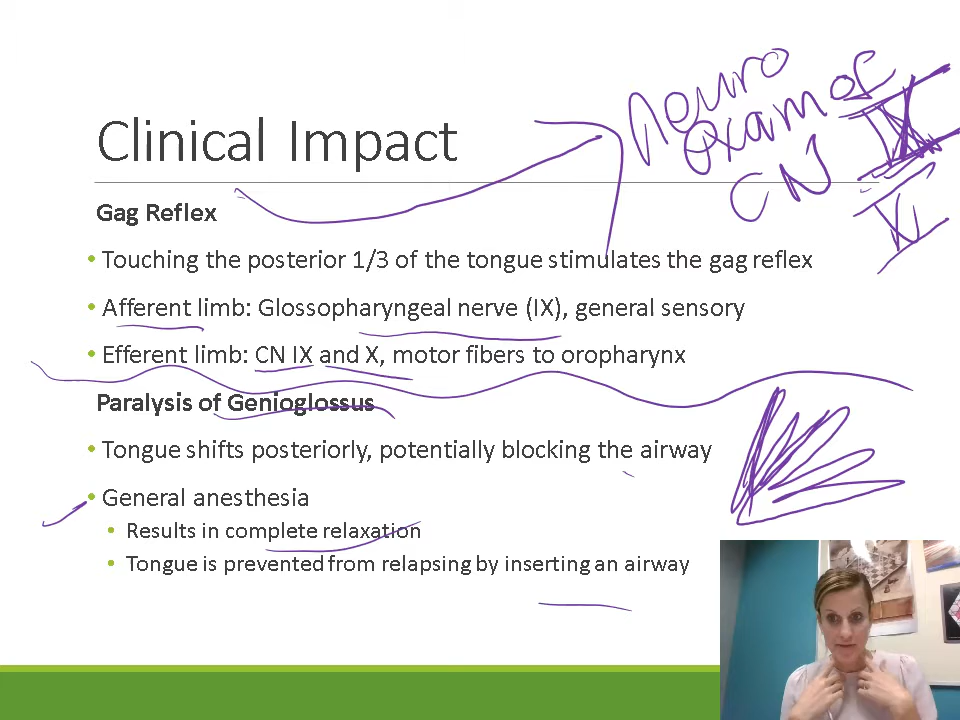 Neuro
exam of
CN IX
X
Clinical Impact
Gag Reflex
• Touching the posterior 1/3 of the tongue stimulates the gag reflex
• Afferent limb: Glossopharyngeal nerve (IX), general sensory
• Efferent limb: CN IX and X, motor fibers to oropharynx
Paralysis of Genioglossus
• Tongue shifts posteriorly, potentially blocking the airway
• General anesthesia
• Results in complete relaxation
• Tongue is prevented from relapsing by inserting an airway